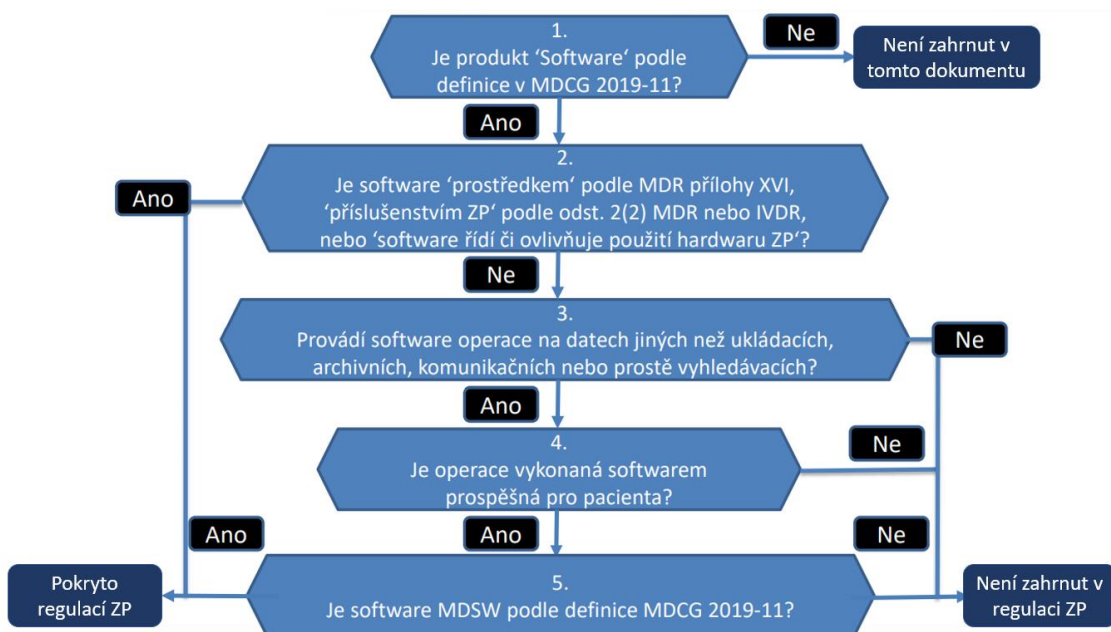 1.
Je produkt ‘Software‘ podle
definice v MDCG 2019-11?
Ne
Není zahrnut v
tomto dokumentu
Ano
2.
Je software ‘prostředkem‘ podle MDR přílohy XVI,
‘příslušenstvím ZP‘ podle odst. 2(2) MDR nebo IVDR,
nebo ‘software řídí či ovlivňuje použití hardwaru ZP‘?
Ano
Ne
3.
Provádí software operace na datech jiných než ukládacích,
archivních, komunikačních nebo prostě vyhledávacích?
Ne
Ano
4.
Je operace vykonaná softwarem
prospěšná pro pacienta?
Ne
Ano
Ano
Ne
5.
Je software MDSW podle definice MDCG 2019-11?
Pokryto
regulací ZP
Není zahrnut v
regulaci ZP